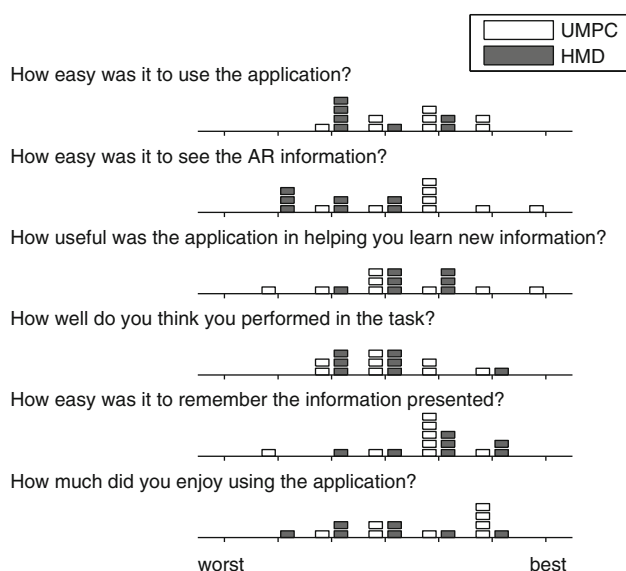 UMPC
HMD
How easy was it to use the application?
How easy was it to see the AR information?
How useful was the application in helping you learn new information?
How well do you think you performed in the task?
How easy was it to remember the information presented?
How much did you enjoy using the application?
worst best